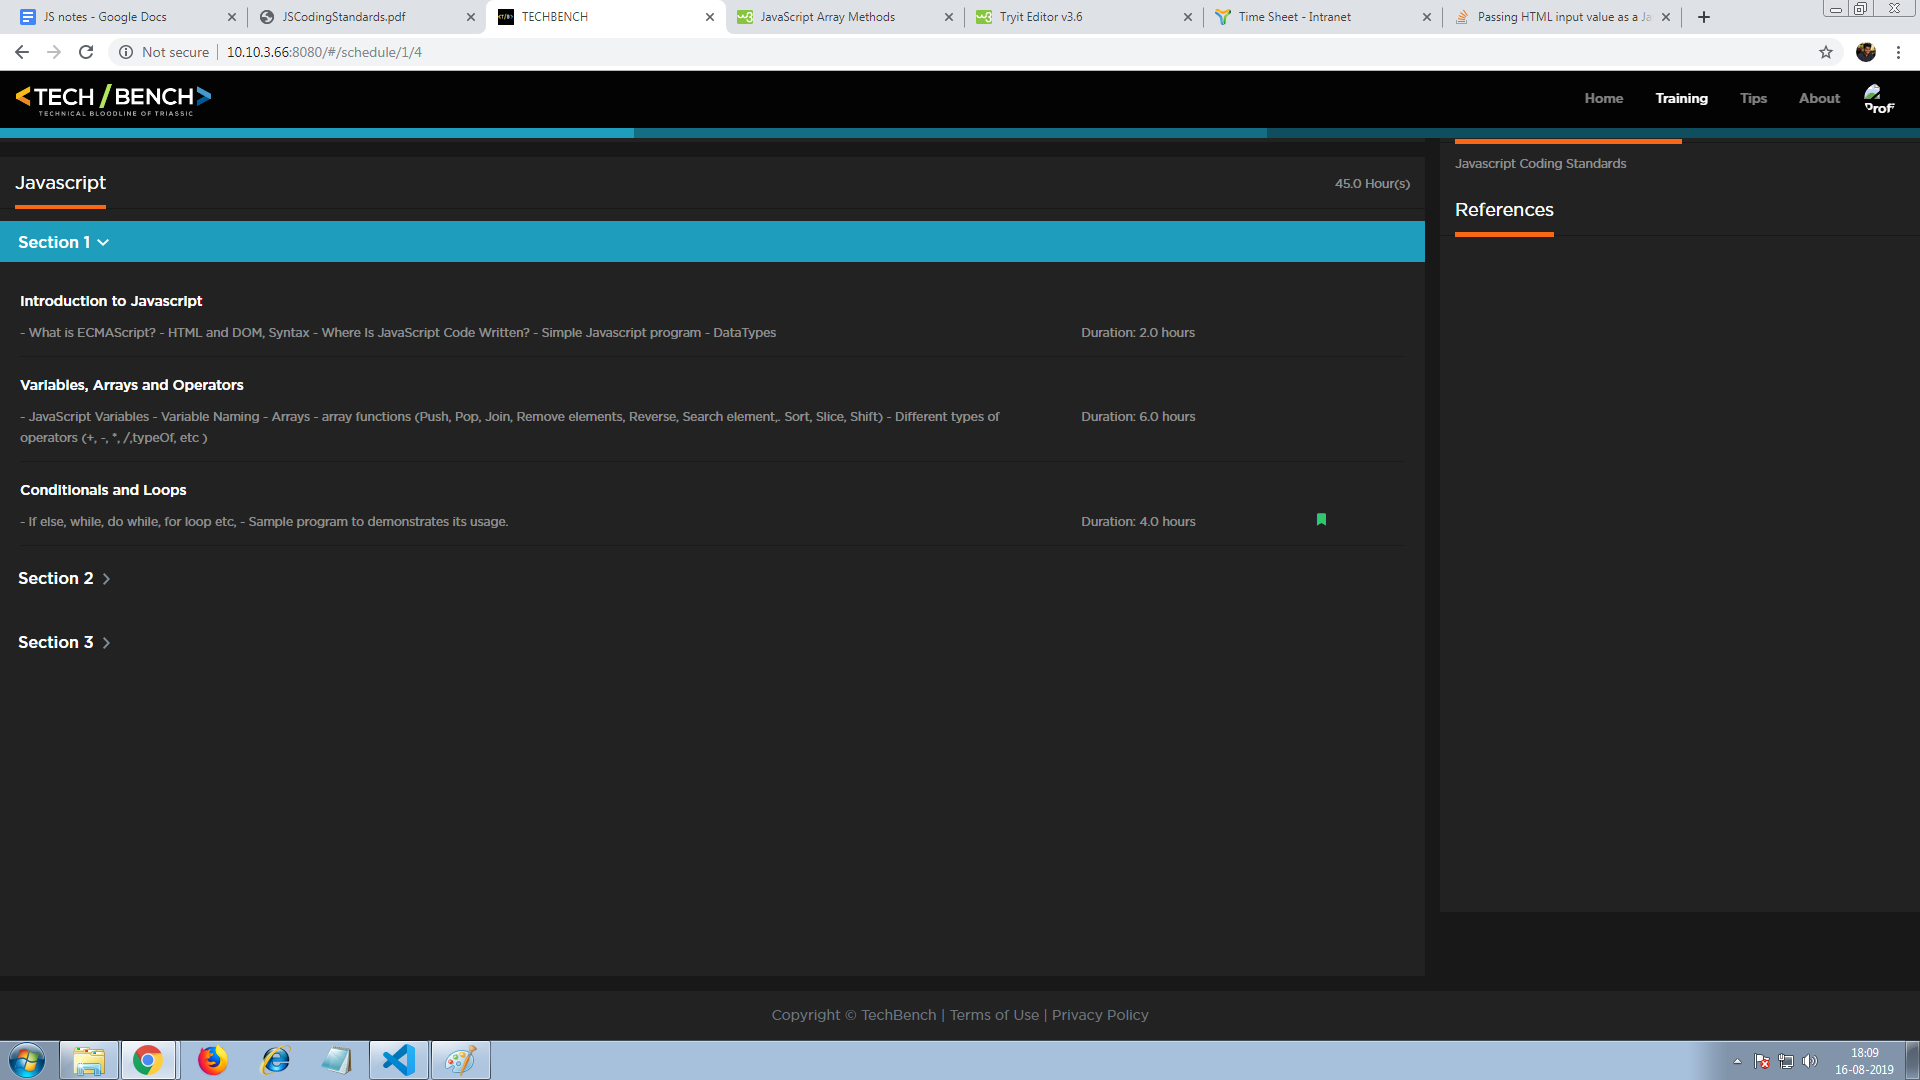 JS notes - Google Docs
JSCodingStandards.pdf
TECHBENCH
JavaScript Array Methods
Tryit Editor v3.6
Time Sheet - Intranet
Passing HTML input value as a Ja
Not secure
10.10.3.66:8080/#/schedule/1/4
<TECH/BENCH>
TECHNICAL BLOODLINE OF TRIASSIC
Home
Training
Tips
About
Prof
Javascript
45.0 Hour(s)
Javascript Coding Standards
References
Section 1
Introduction to Javascript
- What is ECMAScript? - HTML and DOM, Syntax - Where Is JavaScript Code Written? - Simple Javascript program - DataTypes
Duration: 2.0 hours
Variables, Arrays and Operators
- JavaScript Variables - Variable Naming - Arrays - array functions (Push, Pop, Join, Remove elements, Reverse, Search element,. Sort, Slice, Shift) - Different types of
operators (+, -, *, /,typeOf, etc )
Duration: 6.0 hours
Conditionals and Loops
- If else, while, do while, for loop etc, - Sample program to demonstrates its usage.
Duration: 4.0 hours
Section 2
Section 3
Copyright © TechBench | Terms of Use | Privacy Policy
18:09
16-08-2019